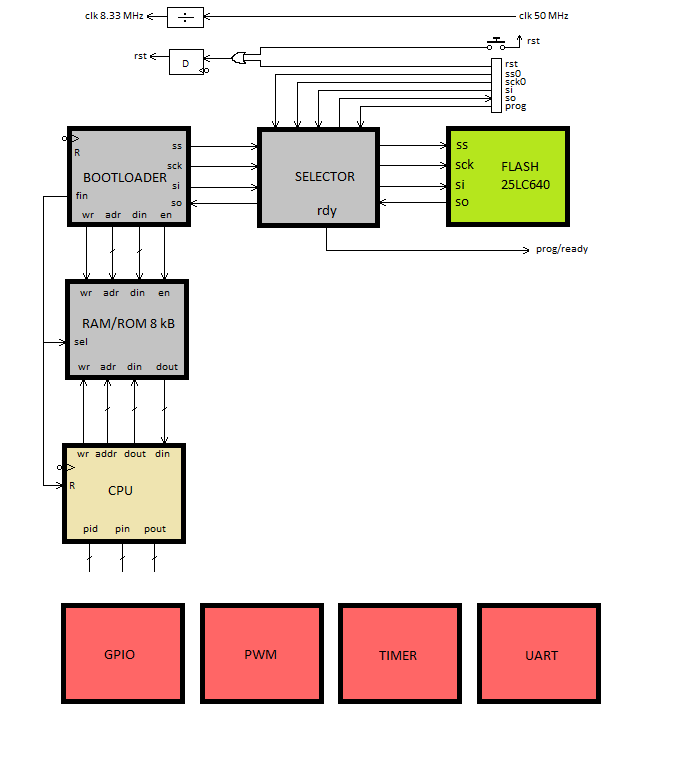 clk 8.33 MHz ÷ clk 50 MHz
rst
rst D
rst
ss0
sck0
si
so
prog
R
BOOTLOADER
fin
ss
sck
si
so
wr adr din en
SELECTOR
rdy
ss
sck
si
so
FLASH
25LC640
prog/ready
wr adr din en
RAM/ROM 8 kB
sel
wr adr din dout
wr addr dout din
R
CPU
pid pin pout
GPIO
PWM
TIMER
UART